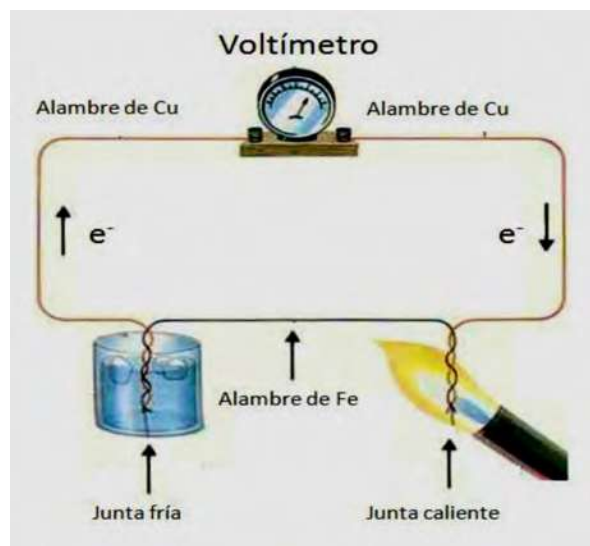 Voltímetro
Alambre de Cu
Alambre de Cu
e-
e-
Alambre de Fe
Junta fría
Junta caliente